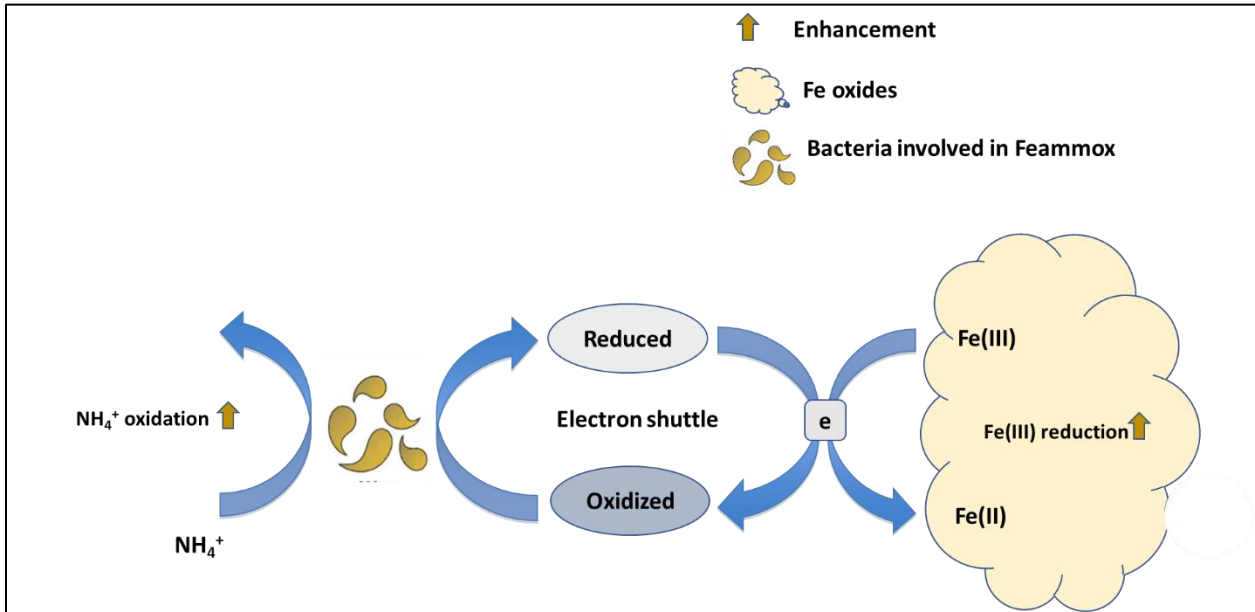 Enhancement
Fe oxides
Bacteria involved in Feammox
Reduced
Fe(III)
NH₄⁺ oxidation
Electron shuttle
e
Fe(III) reduction
Oxidized
Fe(II)
NH₄⁺